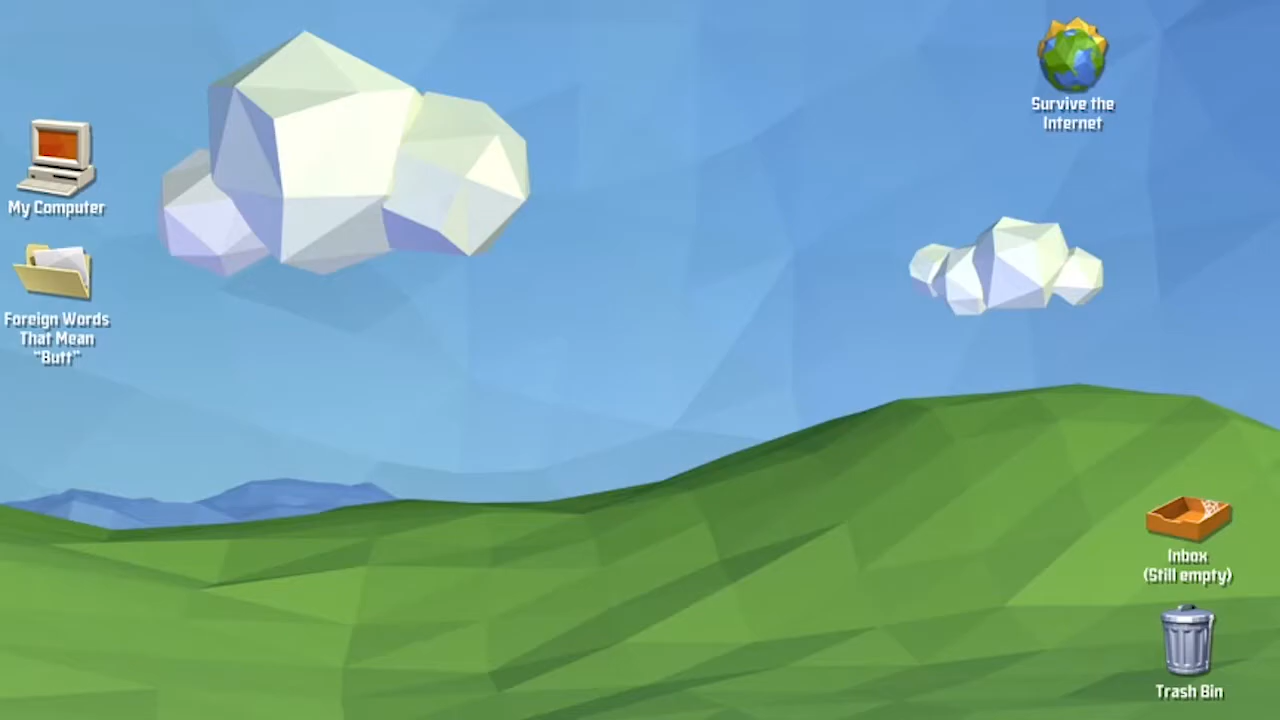 My Computer
Foreign Words
That Mean
"Butt"
Survive the
Internet
Inbox
(Still empty)
Trash Bin